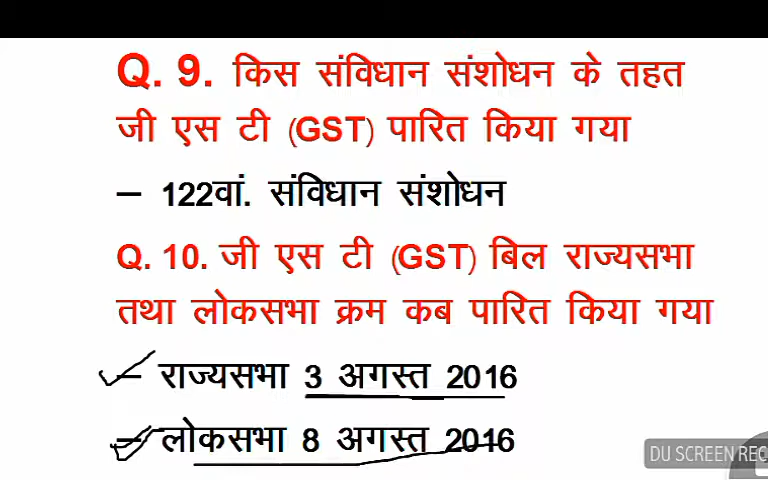 Q. 9. किस संविधान संशोधन के तहत
जी एस टी (GST) पारित किया गया
– 122वां. संविधान संशोधन
Q. 10. जी एस टी (GST) बिल राज्यसभा
तथा लोकसभा क्रम कब पारित किया गया
– राज्यसभा 3 अगस्त 2016
– लोकसभा 8 अगस्त 2016
DU SCREEN REC